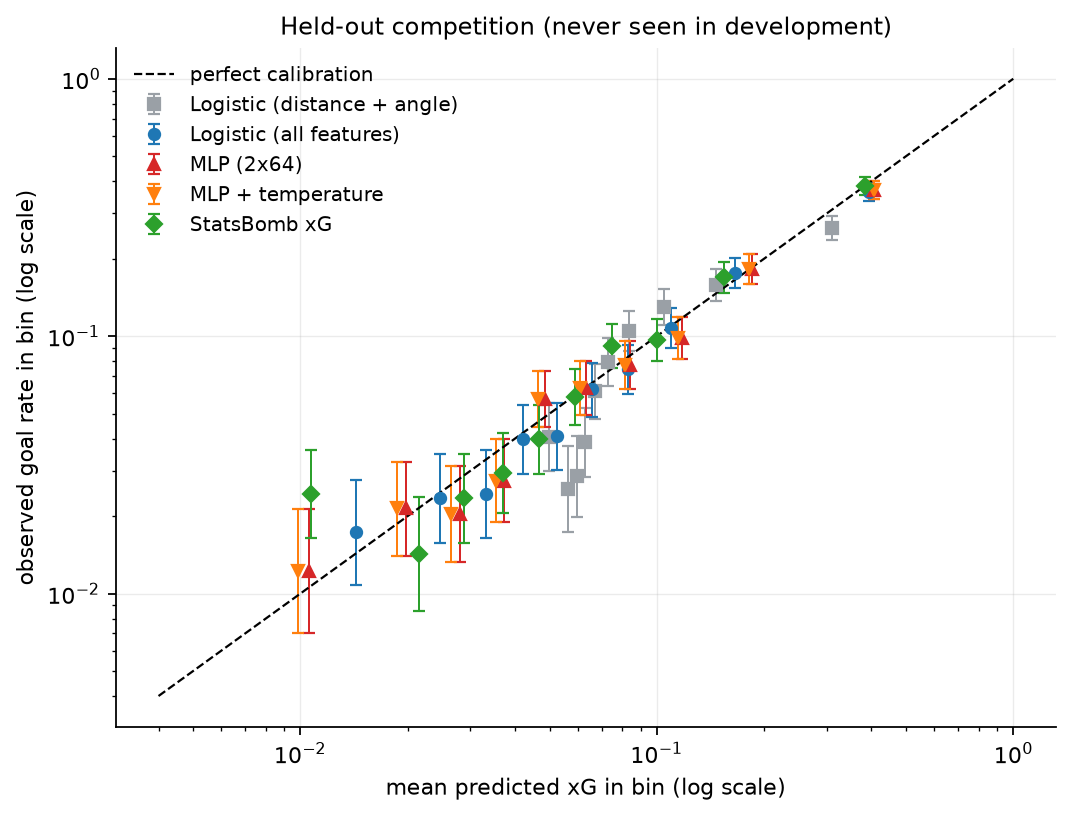 Held-out competition (never seen in development)
perfect calibration
Logistic (distance + angle)
Logistic (all features)
MLP (2x64)
MLP + temperature
StatsBomb xG
observed goal rate in bin (log scale)
10⁰
10⁻¹
10⁻²
10⁻²
10⁻¹
10⁰
mean predicted xG in bin (log scale)